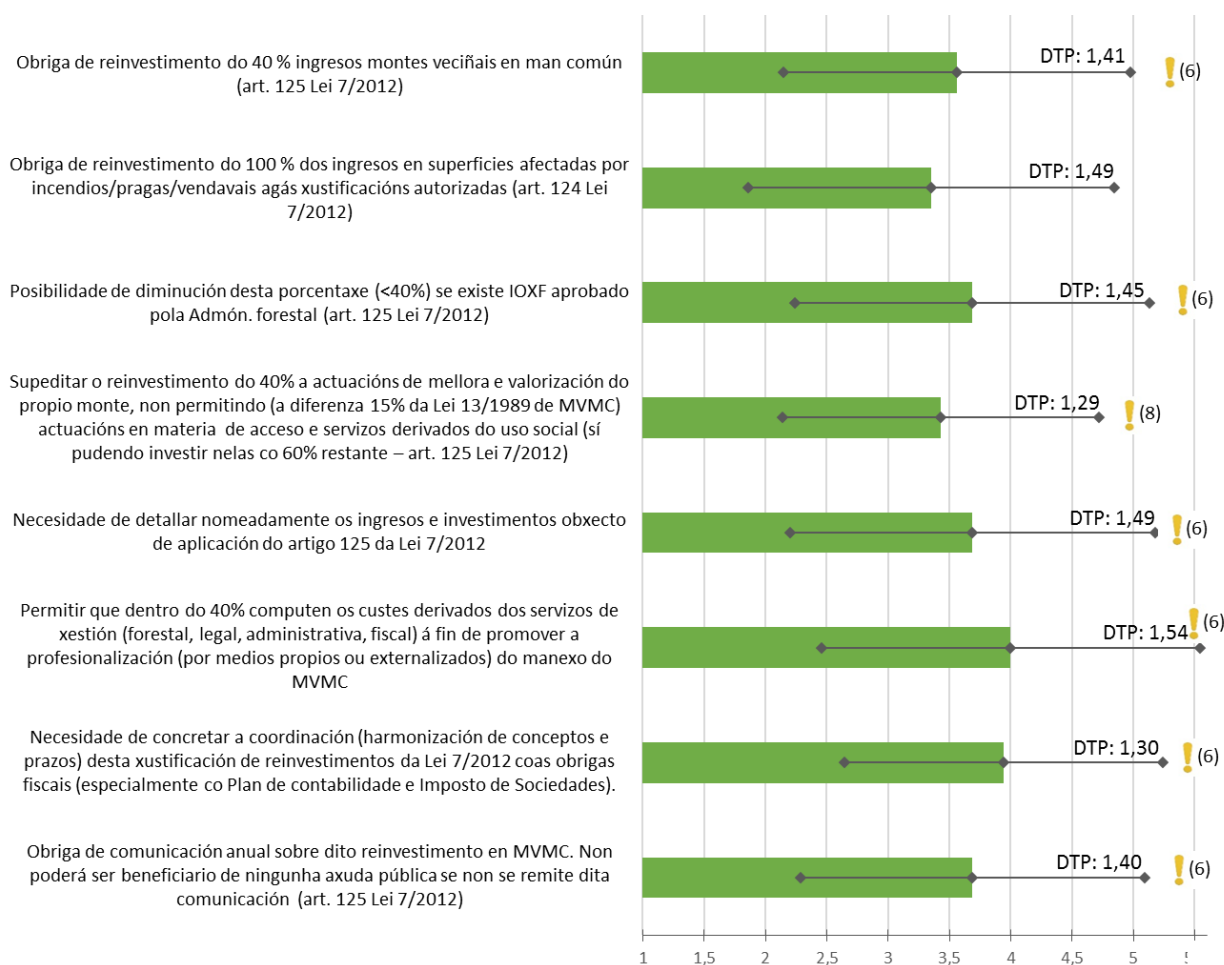 Obriga de reinvestimento do 40 % ingresos montes veciñais en man común
(art. 125 Lei 7/2012)
DTP: 1,41
(6)
Obriga de reinvestimento do 100 % dos ingresos en superficies afectadas por
incendios/pragas/vendavais agás xustificacións autorizadas (art. 124 Lei
7/2012)
DTP: 1,49
Posibilidade de diminución desta porcentaxe (<40%) se existe IOXF aprobado
pola Admón. forestal (art. 125 Lei 7/2012)
DTP: 1,45
(6)
Supeditar o reinvestimento do 40% a actuacións de mellora e valorización do
propio monte, non permitindo (a diferenza 15% da Lei 13/1989 de MVMC)
actuacións en materia de acceso e servizos derivados do uso social (sí
pudendo investir nelas co 60% restante – art. 125 Lei 7/2012)
DTP: 1,29
(8)
Necesidade de detallar nomeadamente os ingresos e investimentos obxecto
de aplicación do artigo 125 da Lei 7/2012
DTP: 1,49
(6)
Permitir que dentro do 40% computen os custes derivados dos servizos de
xestión (forestal, legal, administrativa, fiscal) á fin de promover a
profesionalización (por medios propios ou externalizados) do manexo do
MVMC
DTP: 1,54
(6)
Necesidade de concretar a coordinación (harmonización de conceptos e
prazos) desta xustificación de reinvestimentos da Lei 7/2012 coas obrigas
fiscais (especialmente co Plan de contabilidade e Imposto de Sociedades).
DTP: 1,30
(6)
Obriga de comunicación anual sobre dito reinvestimento en MVMC. Non
poderá ser beneficiario de ningunha axuda pública se non se remite dita
comunicación (art. 125 Lei 7/2012)
DTP: 1,40
(6)
1 1,5 2 2,5 3 3,5 4 4,5 5